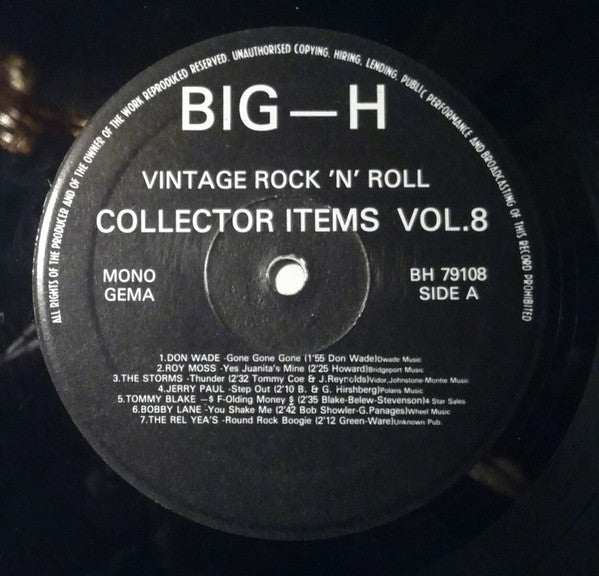 ALL RIGHTS OF THE PRODUCER AND OF THE OWNER OF THE WORK REPRODUCED RESERVED. UNAUTHORISED COPYING, HIRING, LENDING, PUBLIC PERFORMANCE AND BROADCASTING OF THIS RECORD PROHIBITED
BIG—H
VINTAGE ROCK 'N' ROLL
COLLECTOR ITEMS VOL.8
MONO BH 79108
GEMA SIDE A
1.DON WADE -Gone Gone Gone (1'55 Don Wade)Dwade Music
2.ROY MOSS -Yes Juanita's Mine (2'25 Howard)Bridgeport Music
3.THE STORMS -Thunder (2'32 Tommy Coe & J.Reynolds)Vidor,Johnstone-Montie Music
4.JERRY PAUL -Step Out (2'10 B. & G. Hirshberg)Polaris Music
5.TOMMY BLAKE —$ F-Olding Money $ (2'35 Blake-Belew-Stevenson)4 Star Sales
6.BOBBY LANE -You Shake Me (2'42 Bob Showler-G.Panages)Wheel Music
7.THE REL YEA'S -Round Rock Boogie (2'12 Green-Ware)Unknown Pub.